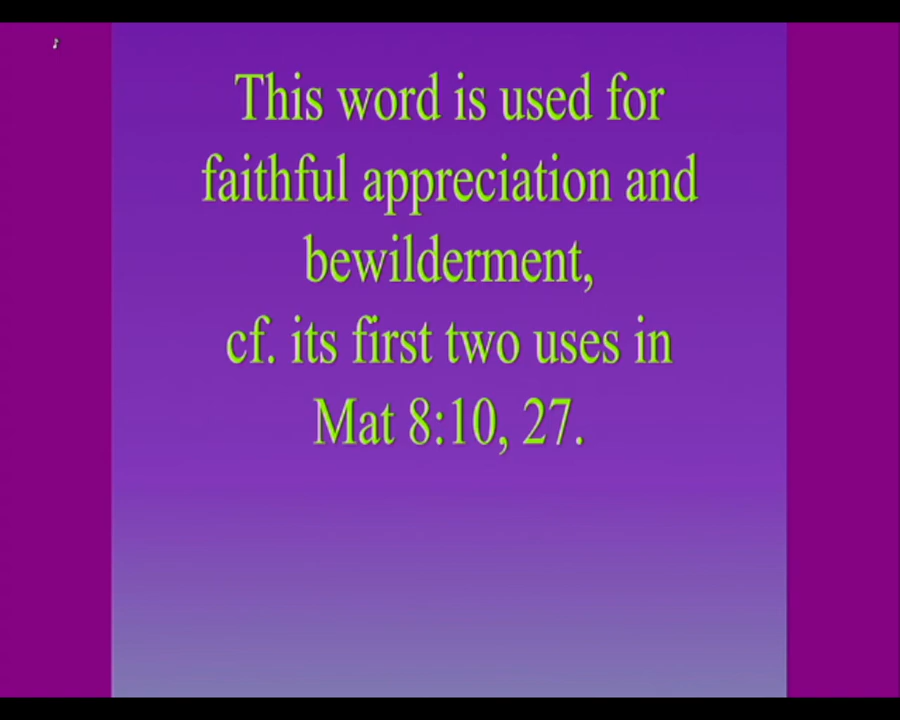 This word is used for
faithful appreciation and
bewilderment,
cf. its first two uses in
Mat 8:10, 27.